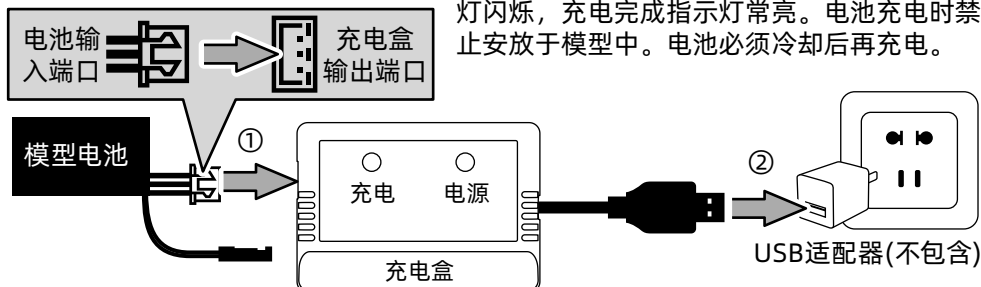 灯闪烁，充电完成指示灯常亮。电池充电时禁
止安放于模型中。电池必须冷却后再充电。
电池输
入端口
充电盒
输出端口
模型电池
①
充电
电源
②
充电盒
USB适配器(不包含)